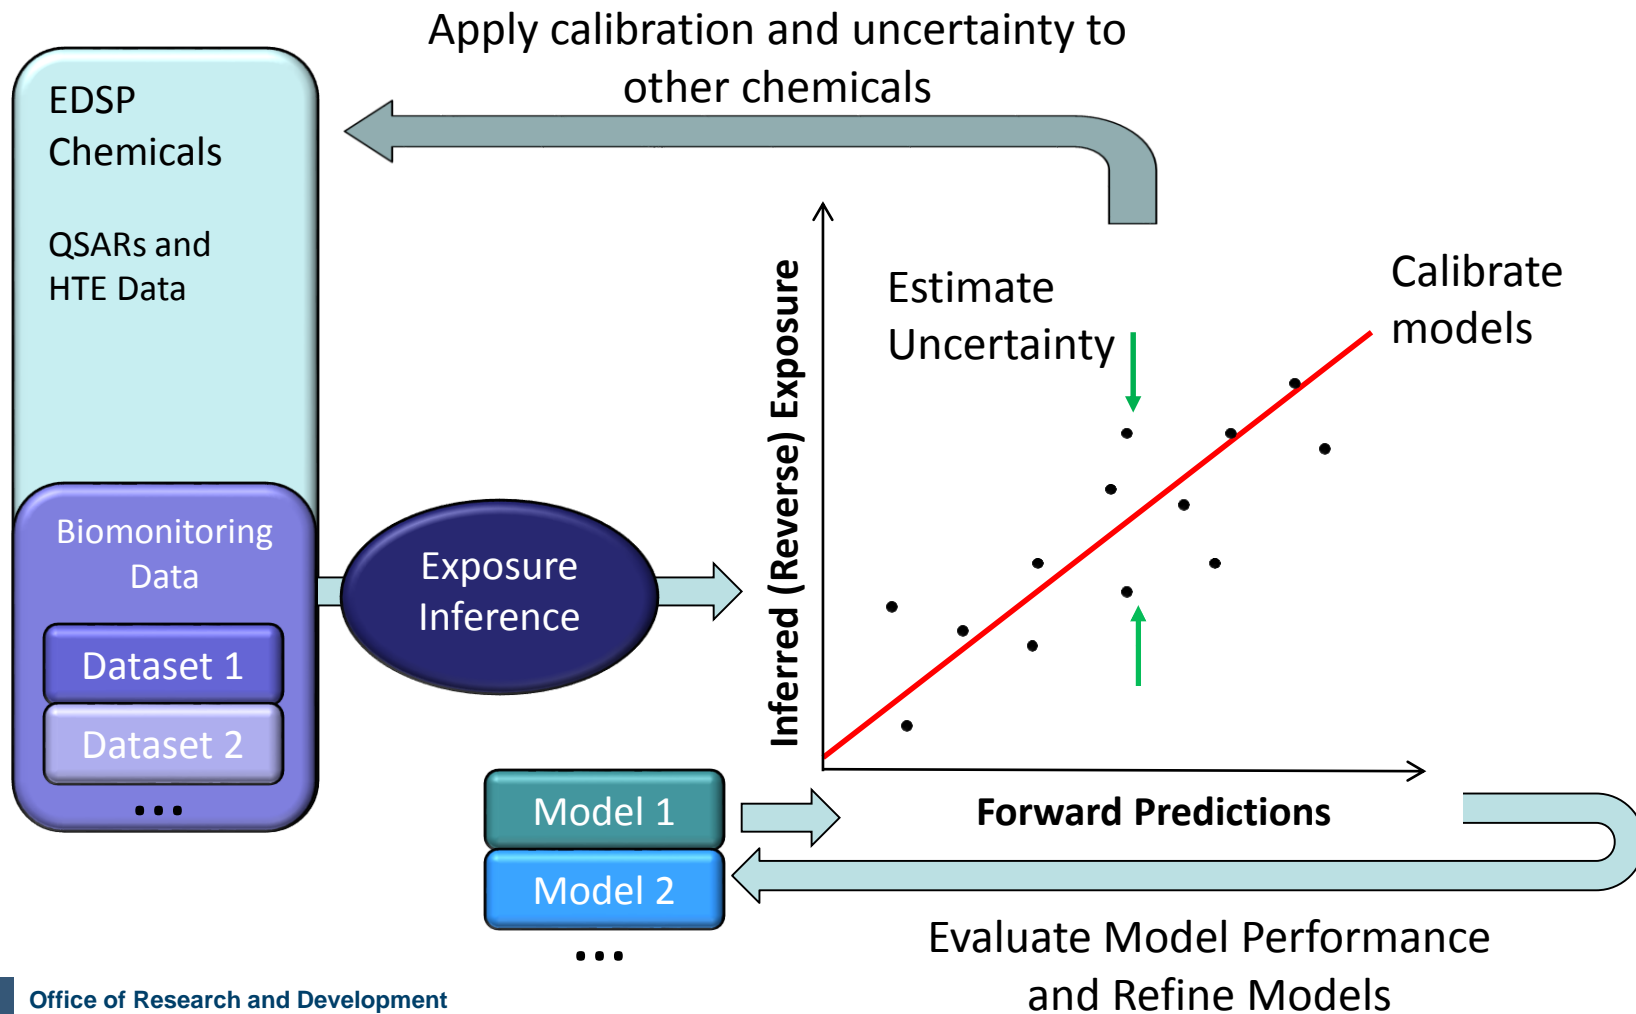 Apply calibration and uncertainty to
other chemicals
EDSP
Chemicals
QSARs and
HTE Data
Biomonitoring
Data
Dataset 1
Dataset 2
...
Exposure
Inference
Inferred (Reverse) Exposure
Estimate
Uncertainty
Calibrate
models
Forward Predictions
Model 1
Model 2
...
Evaluate Model Performance
and Refine Models
Office of Research and Development